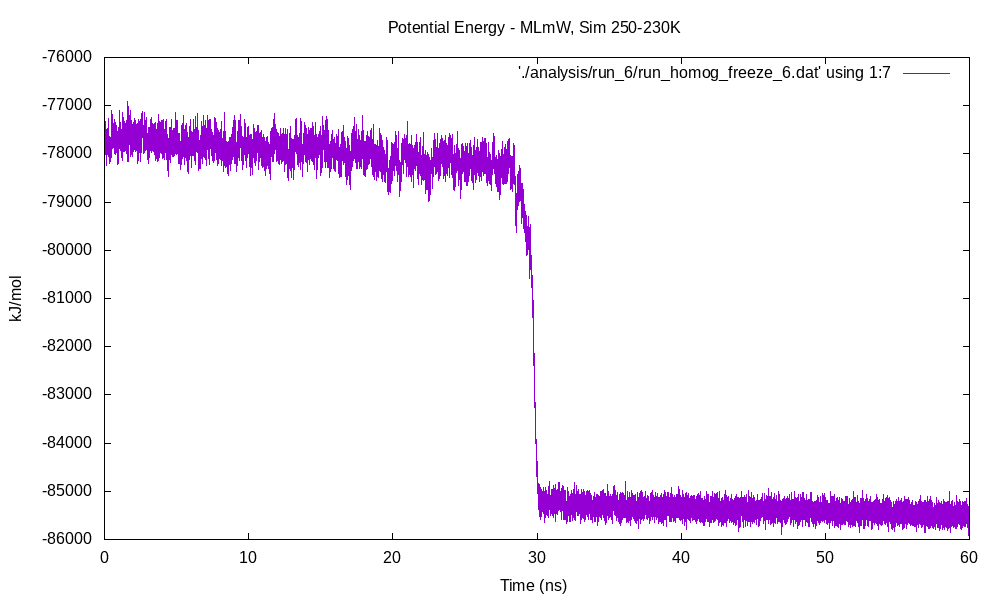 Potential Energy - MLmW, Sim 250-230K
'./analysis/run_6/run_homog_freeze_6.dat' using 1:7
-76000
-77000
-78000
-79000
-80000
-81000
-82000
-83000
-84000
-85000
-86000
kJ/mol
0 10 20 30 40 50 60
Time (ns)